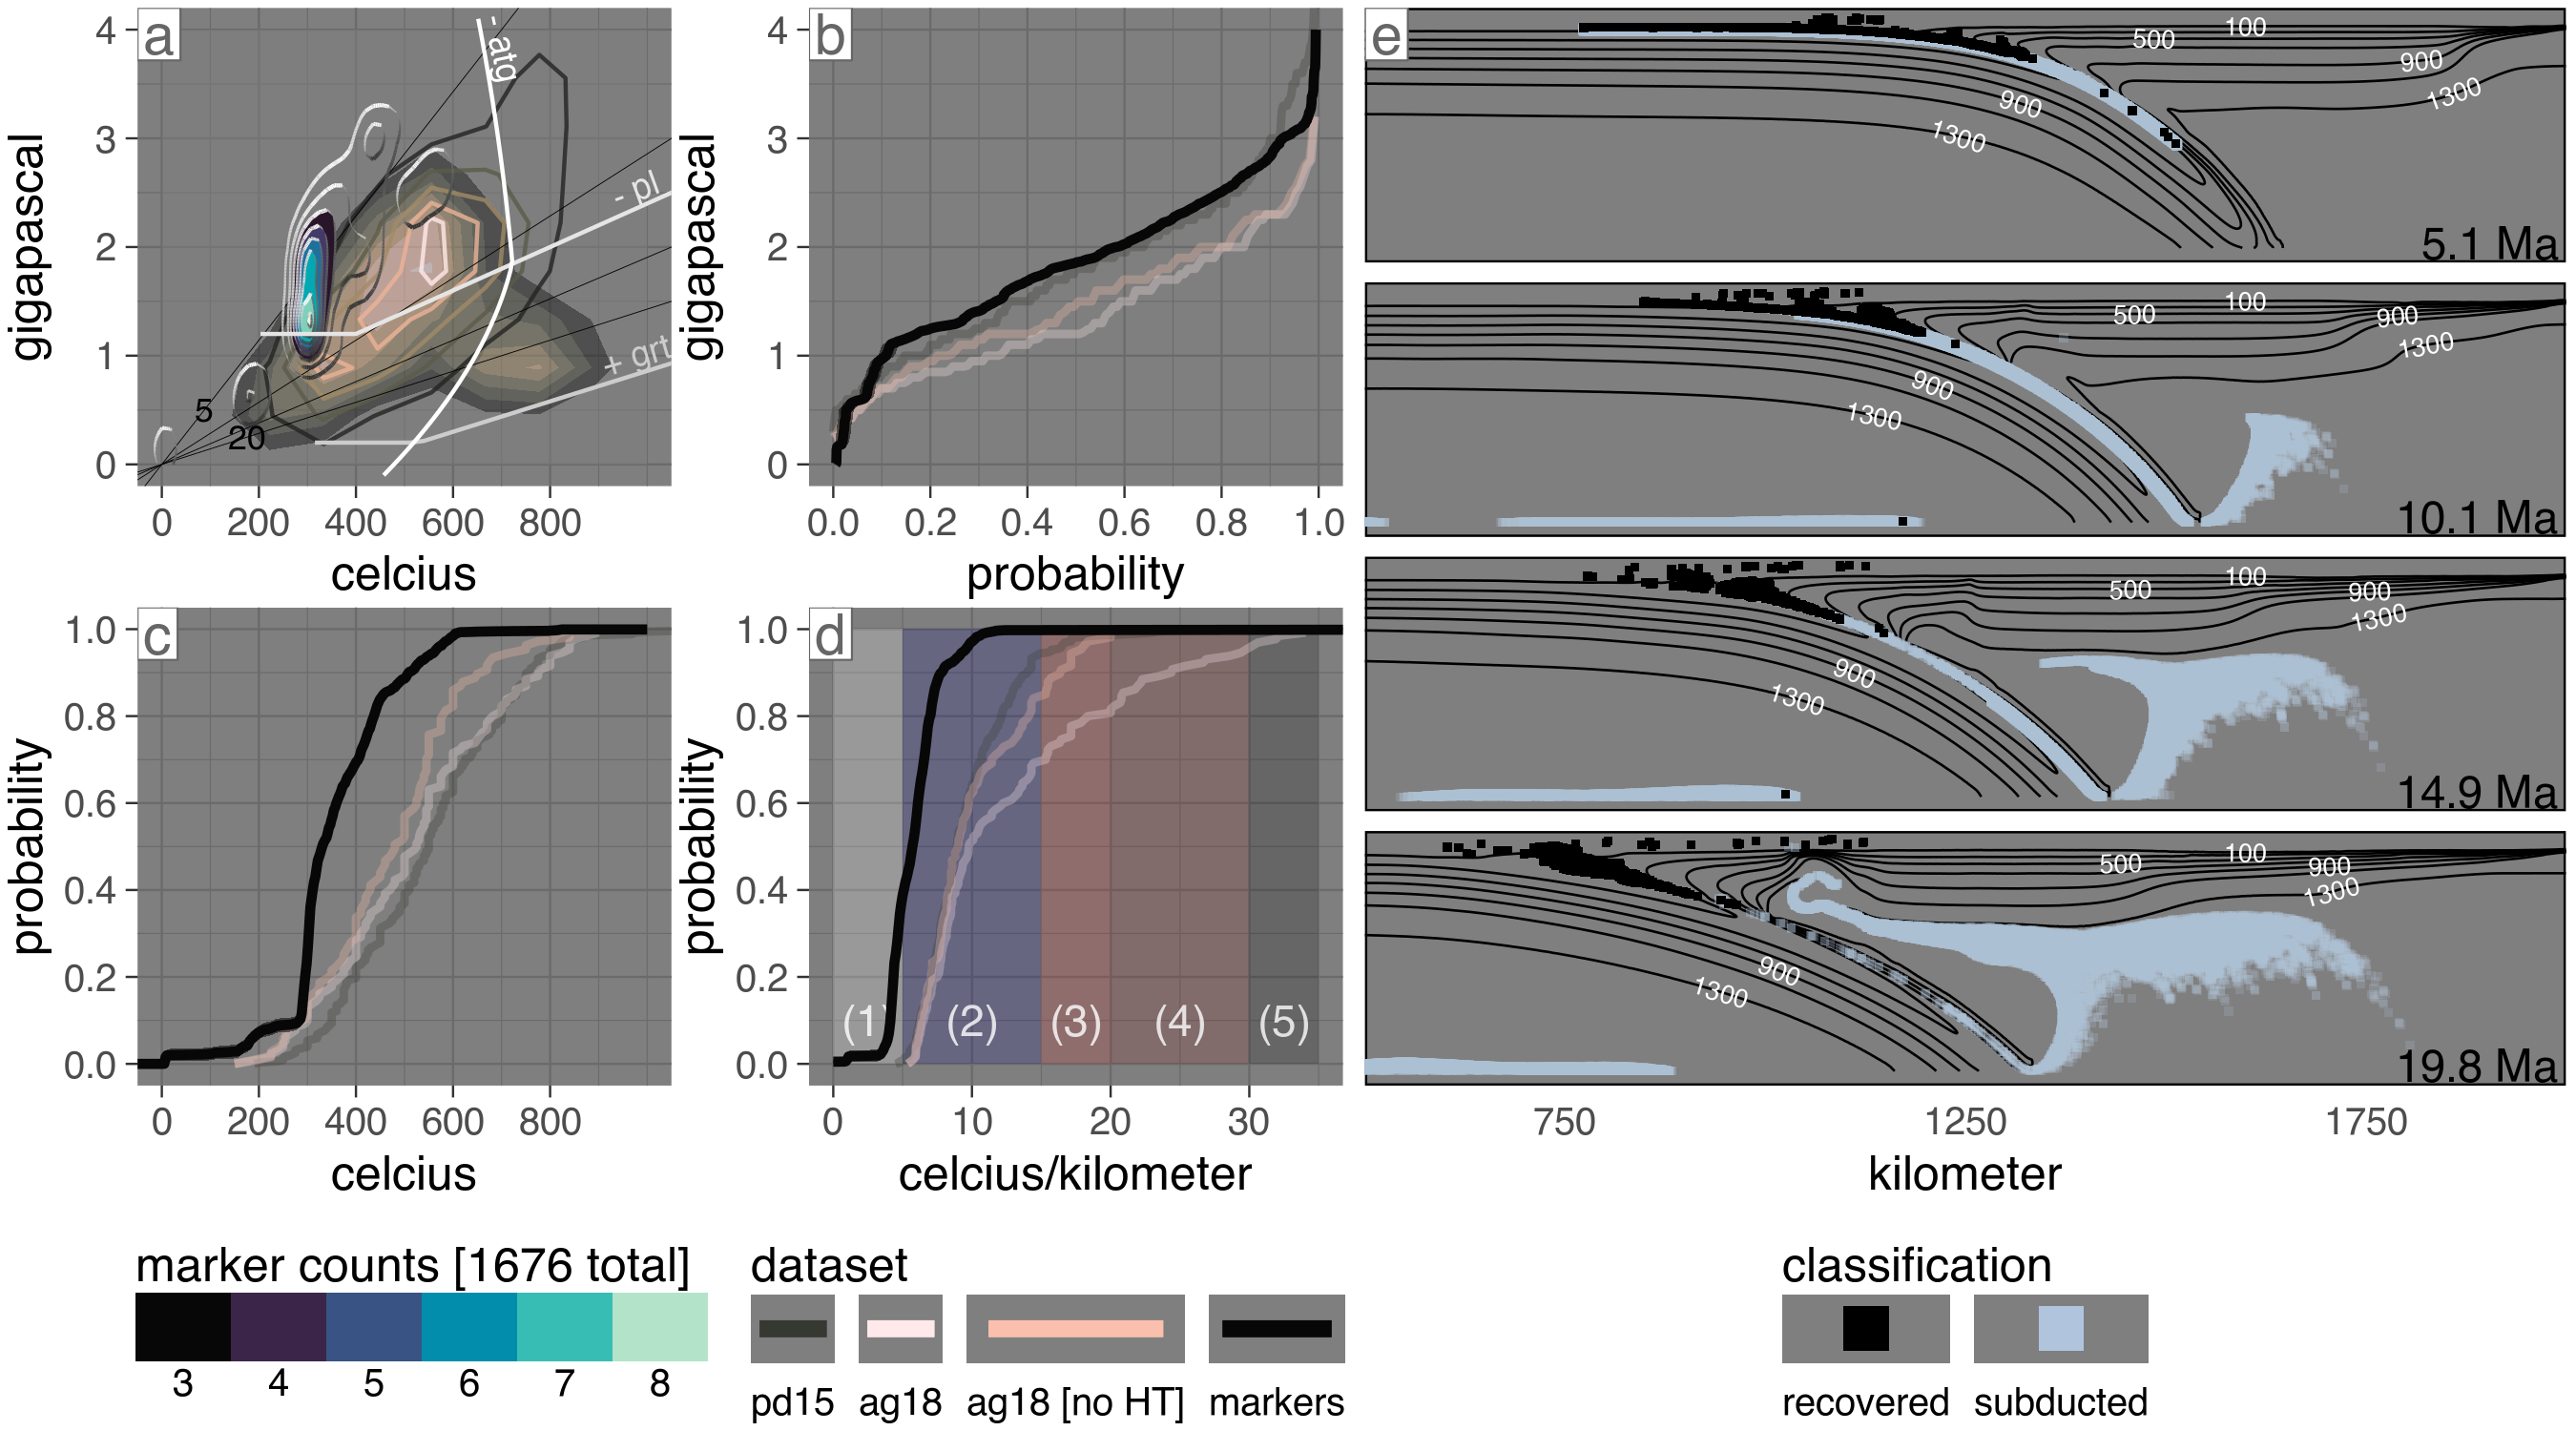 a
4
3
2
1
0
gigapascal
0 200 400 600 800
celcius
- atg
- pl
+ grt
5
20
b
4
3
2
1
0
gigapascal
0.0 0.2 0.4 0.6 0.8 1.0
probability
c
1.0
0.8
0.6
0.4
0.2
0.0
probability
0 200 400 600 800
celcius
d
1.0
0.8
0.6
0.4
0.2
0.0
probability
(1) (2) (3) (4) (5)
0 10 20 30
celcius/kilometer
e
100
500
900
1300
900
1300
5.1 Ma
100
500
900
1300
900
1300
10.1 Ma
100
500
900
1300
900
1300
14.9 Ma
100
500
900
1300
900
1300
19.8 Ma
750 1250 1750
kilometer
marker counts [1676 total]
3 4 5 6 7 8
dataset
pd15 ag18 ag18 [no HT] markers
classification
recovered subducted